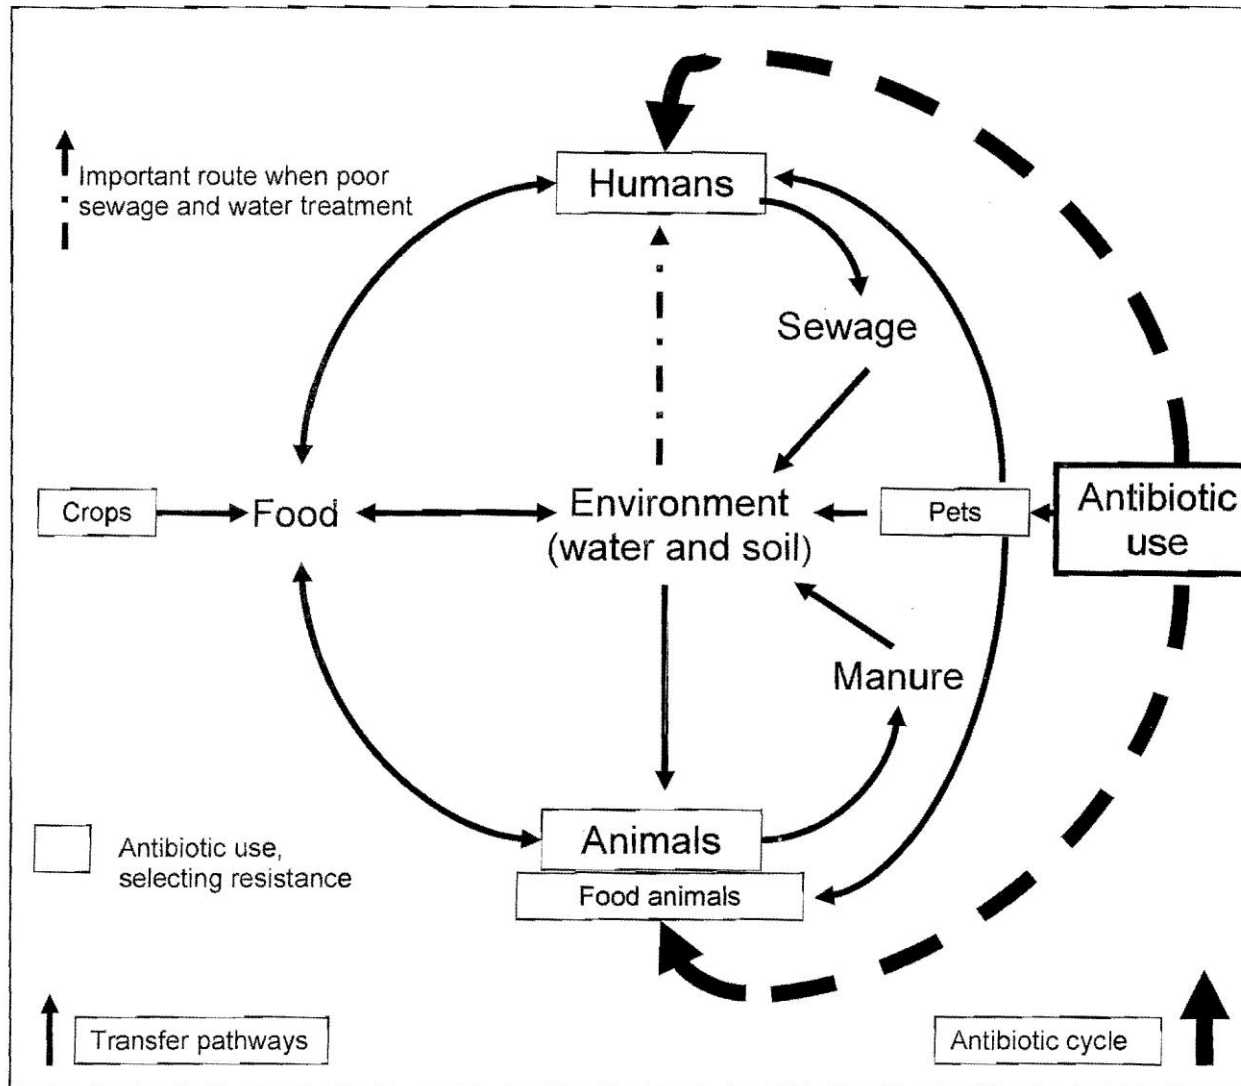 Important route when poor
sewage and water treatment
Humans
Sewage
Crops
Food
Environment
(water and soil)
Pets
Antibiotic
use
Manure
Animals
Food animals
Antibiotic use,
selecting resistance
Transfer pathways
Antibiotic cycle